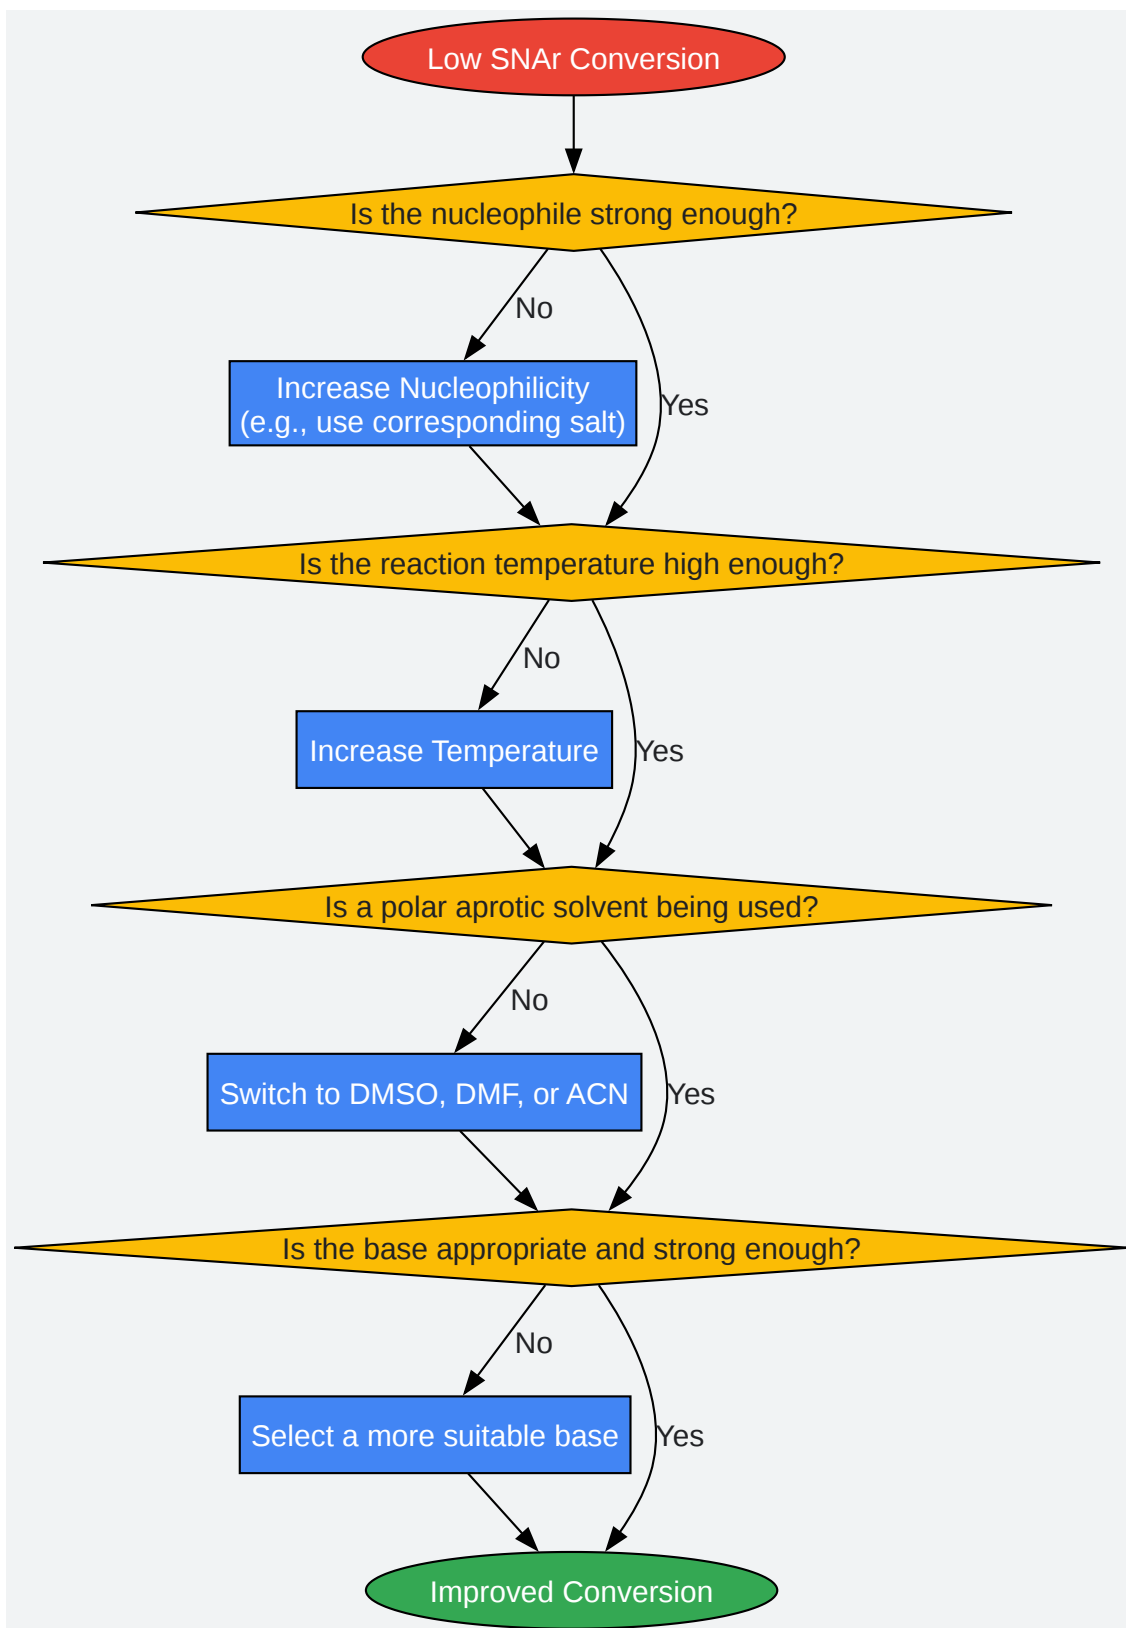 Low SNAr Conversion
Is the nucleophile strong enough?
No
Increase Nucleophilicity
(e.g., use corresponding salt)
Yes
Is the reaction temperature high enough?
No
Increase Temperature
Yes
Is a polar aprotic solvent being used?
No
Switch to DMSO, DMF, or ACN
Yes
Is the base appropriate and strong enough?
No
Select a more suitable base
Yes
Improved Conversion